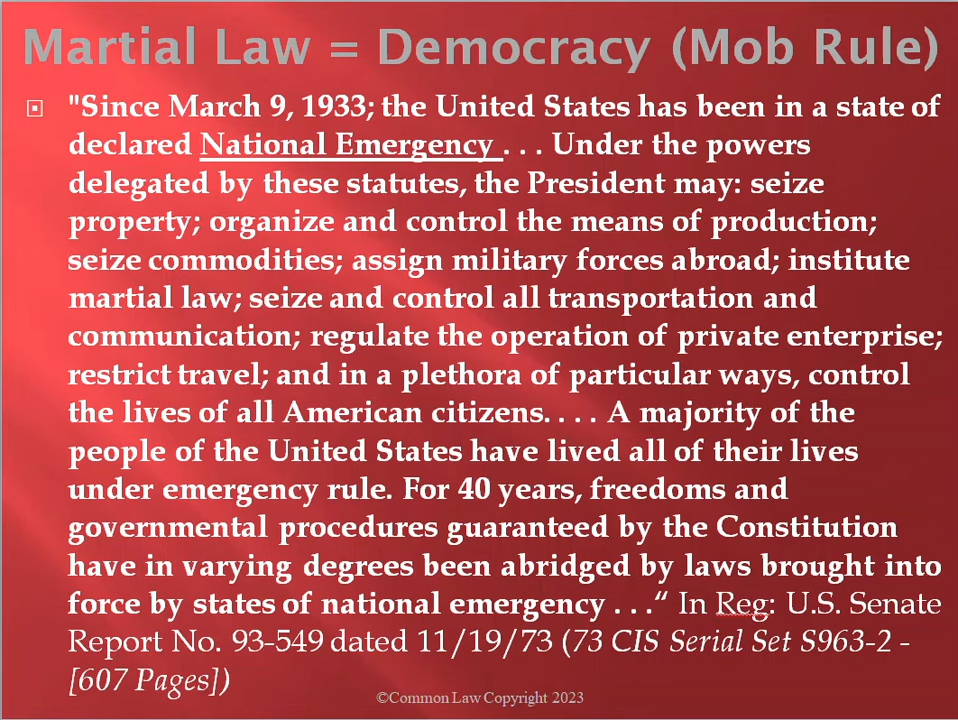 Martial Law = Democracy (Mob Rule)
"Since March 9, 1933; the United States has been in a state of
declared National Emergency . . . Under the powers
delegated by these statutes, the President may: seize
property; organize and control the means of production;
seize commodities; assign military forces abroad; institute
martial law; seize and control all transportation and
communication; regulate the operation of private enterprise;
restrict travel; and in a plethora of particular ways, control
the lives of all American citizens. . . . A majority of the
people of the United States have lived all of their lives
under emergency rule. For 40 years, freedoms and
governmental procedures guaranteed by the Constitution
have in varying degrees been abridged by laws brought into
force by states of national emergency . . .“ In Reg: U.S. Senate
Report No. 93-549 dated 11/19/73 (73 CIS Serial Set S963-2 -
[607 Pages])
©Common Law Copyright 2023